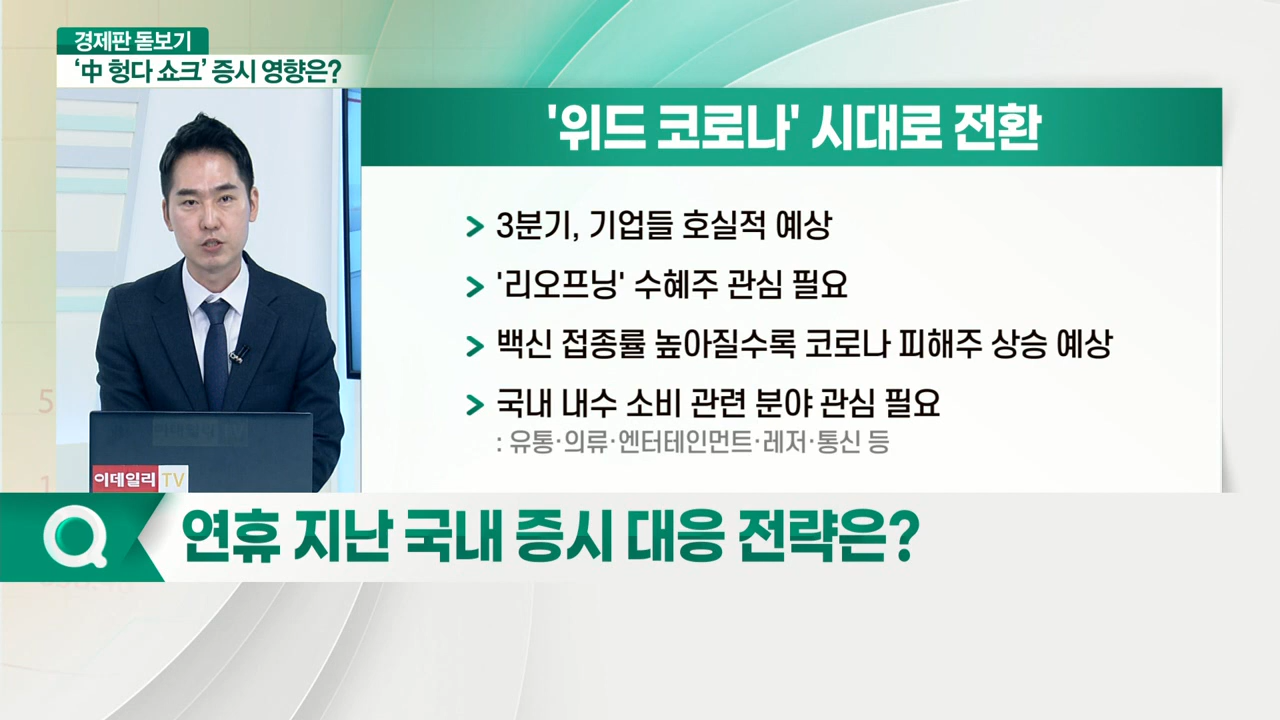 경제판 돋보기
‘中 헝다 쇼크’ 증시 영향은?
'위드 코로나' 시대로 전환
3분기, 기업들 호실적 예상
'리오프닝' 수혜주 관심 필요
백신 접종률 높아질수록 코로나 피해주 상승 예상
국내 내수 소비 관련 분야 관심 필요
: 유통·의류·엔터테인먼트·레저·통신 등
이데일리 TV
Q 연휴 지난 국내 증시 대응 전략은?
5
1